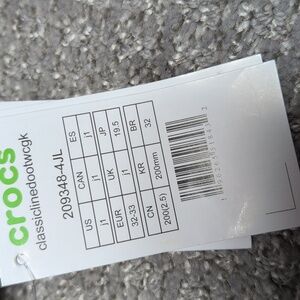 crocs
classiclinedootwcgk
209348-4JL
US CAN ES
j1 j1 j1
EUR UK JP
32-33 j1 19.5
CN KR BR
200(2.5) 200mm 32